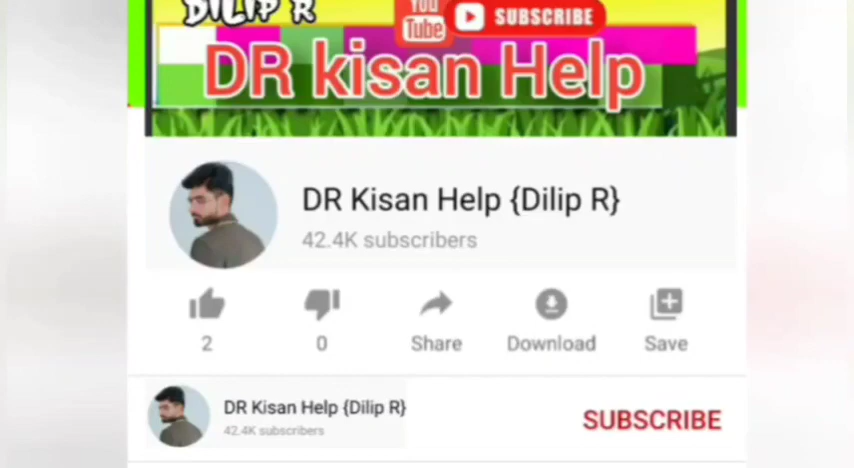 DILIP R
You
Tube
SUBSCRIBE
DR kisan Help
DR Kisan Help {Dilip R}
42.4K subscribers
2
0
Share
Download
Save
DR Kisan Help {Dilip R}
42.4K subscribers
SUBSCRIBE